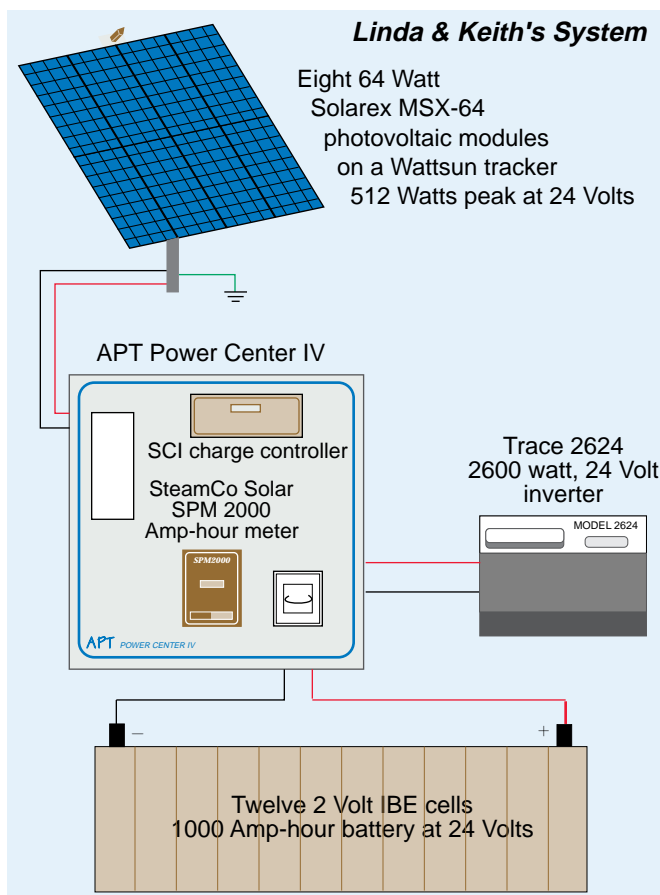 Linda & Keith's System
Eight 64 Watt
Solarex MSX-64
photovoltaic modules
on a Wattsun tracker
512 Watts peak at 24 Volts
APT Power Center IV
SCI charge controller
SteamCo Solar
SPM 2000
Amp-hour meter
SPM2000
APT POWER CENTER IV
Trace 2624
2600 watt, 24 Volt
inverter
MODEL 2624
– +
Twelve 2 Volt IBE cells
1000 Amp-hour battery at 24 Volts